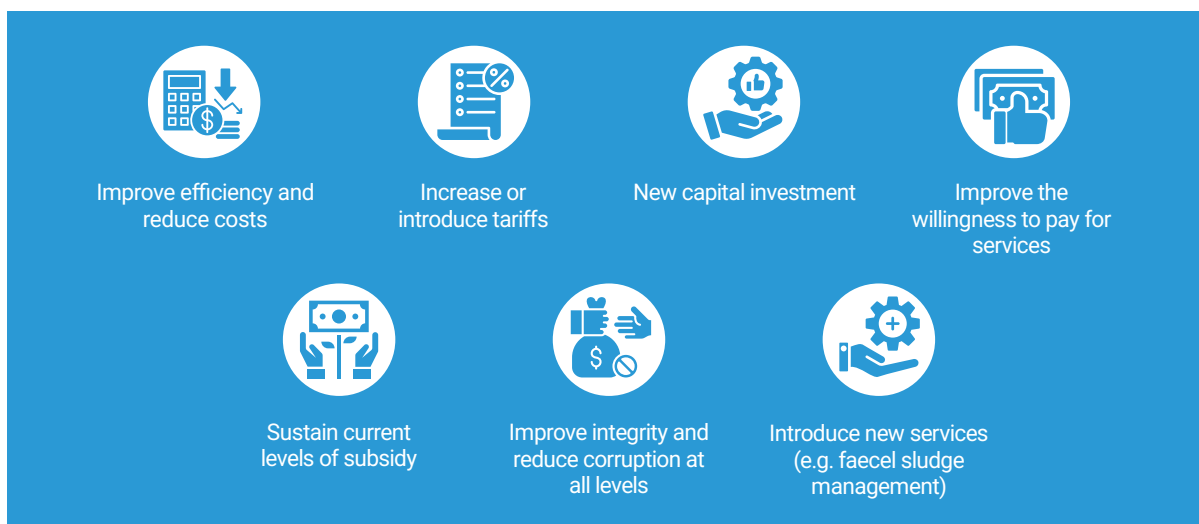 Improve efficiency and
reduce costs
Increase or
introduce tariffs
New capital investment
Improve the
willingness to pay for
services
Sustain current
levels of subsidy
Improve integrity and
reduce corruption at
all levels
Introduce new services
(e.g. faecel sludge
management)